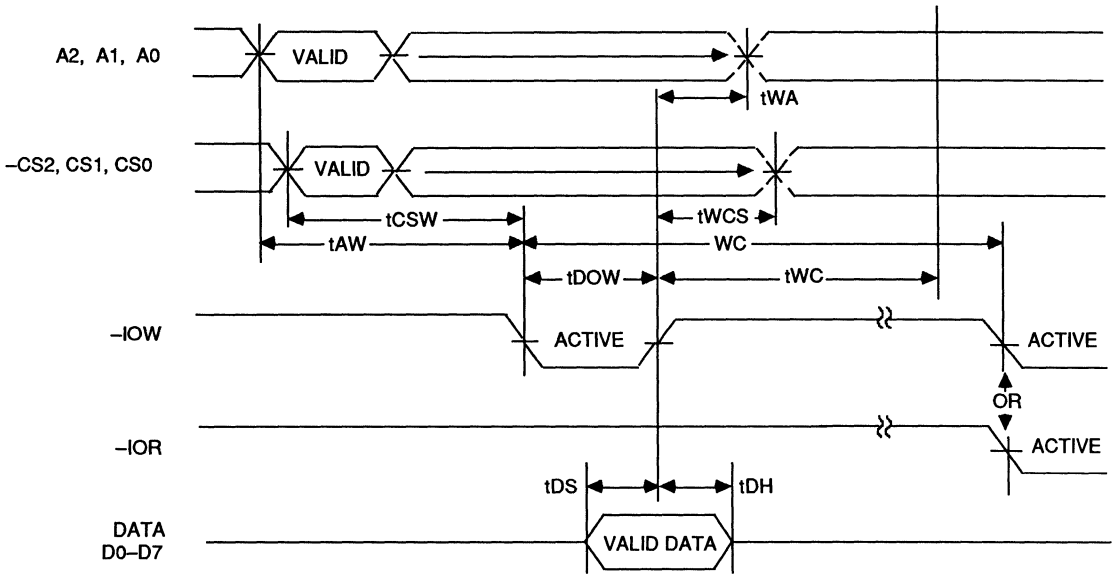 A2, A1, A0
VALID
tWA
–CS2, CS1, CS0
VALID
tCSW
tWCS
tAW
WC
tDOW
tWC
–IOW
ACTIVE
ACTIVE
OR
–IOR
ACTIVE
tDS
tDH
DATA
D0–D7
VALID DATA